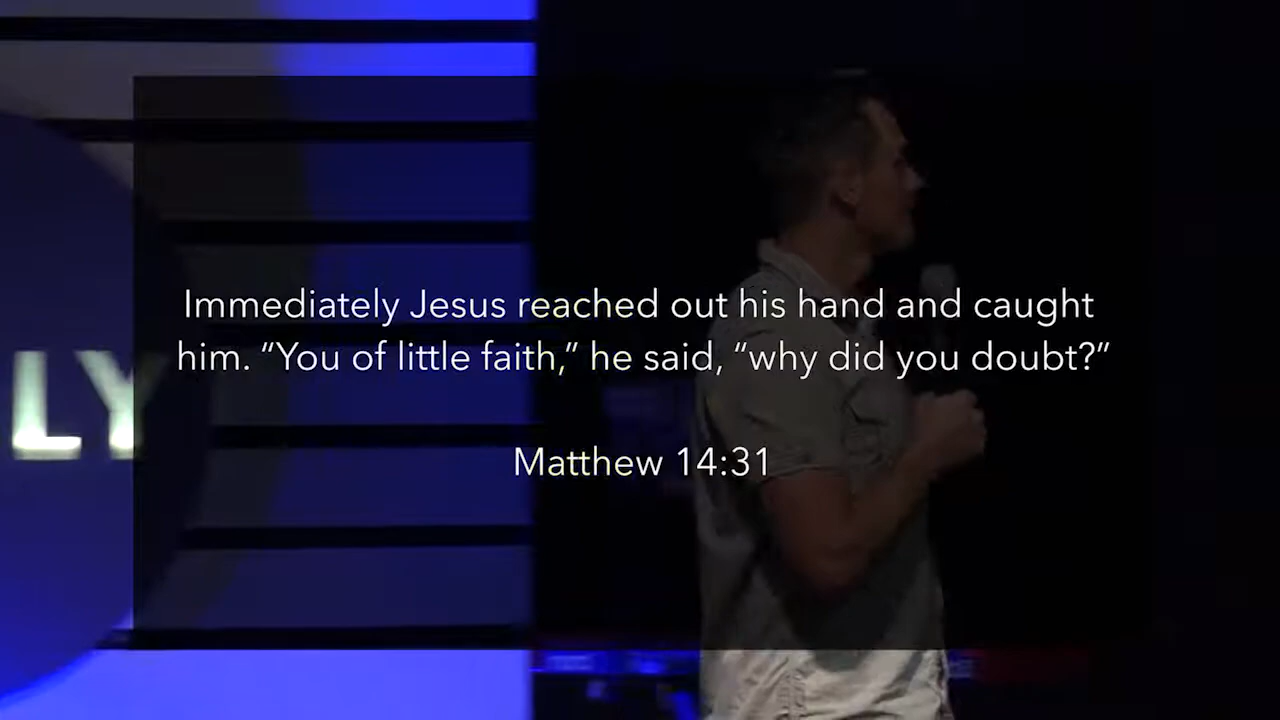 Immediately Jesus reached out his hand and caught
him. “You of little faith,” he said, “why did you doubt?”
Matthew 14:31
LY